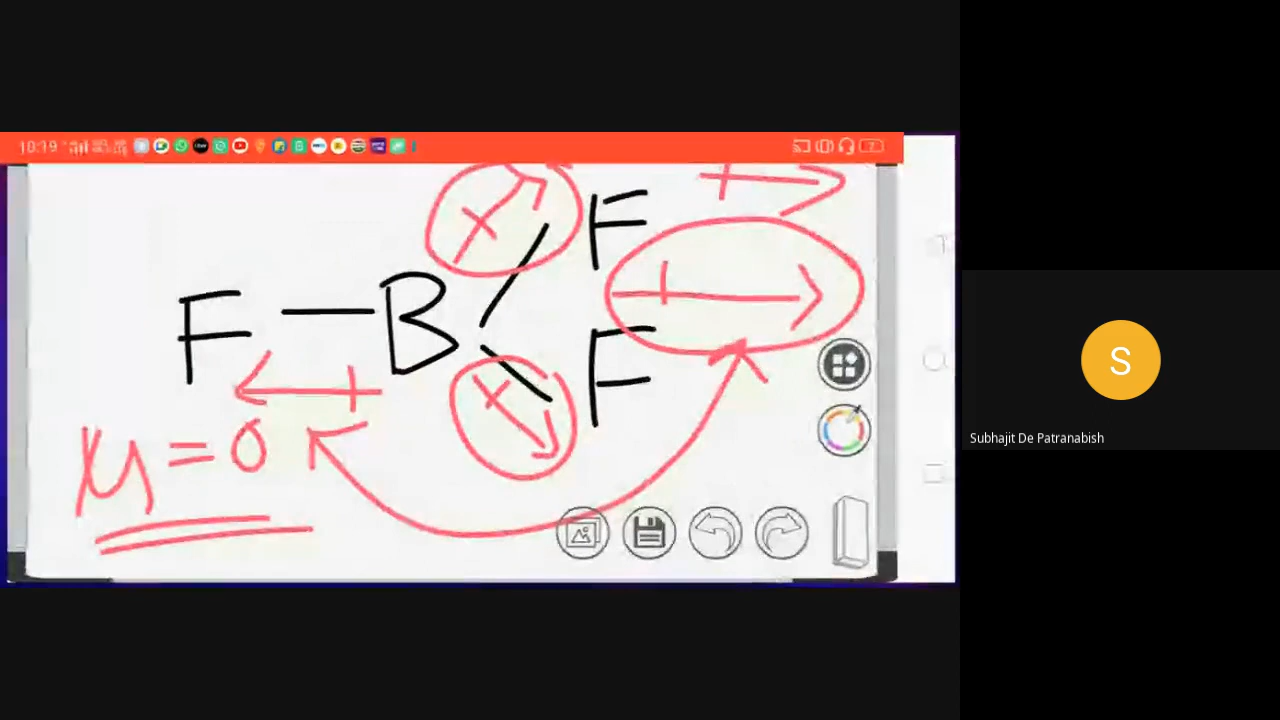 10:19
F
F — B
F
μ = 0
S
Subhajit De Patranabish